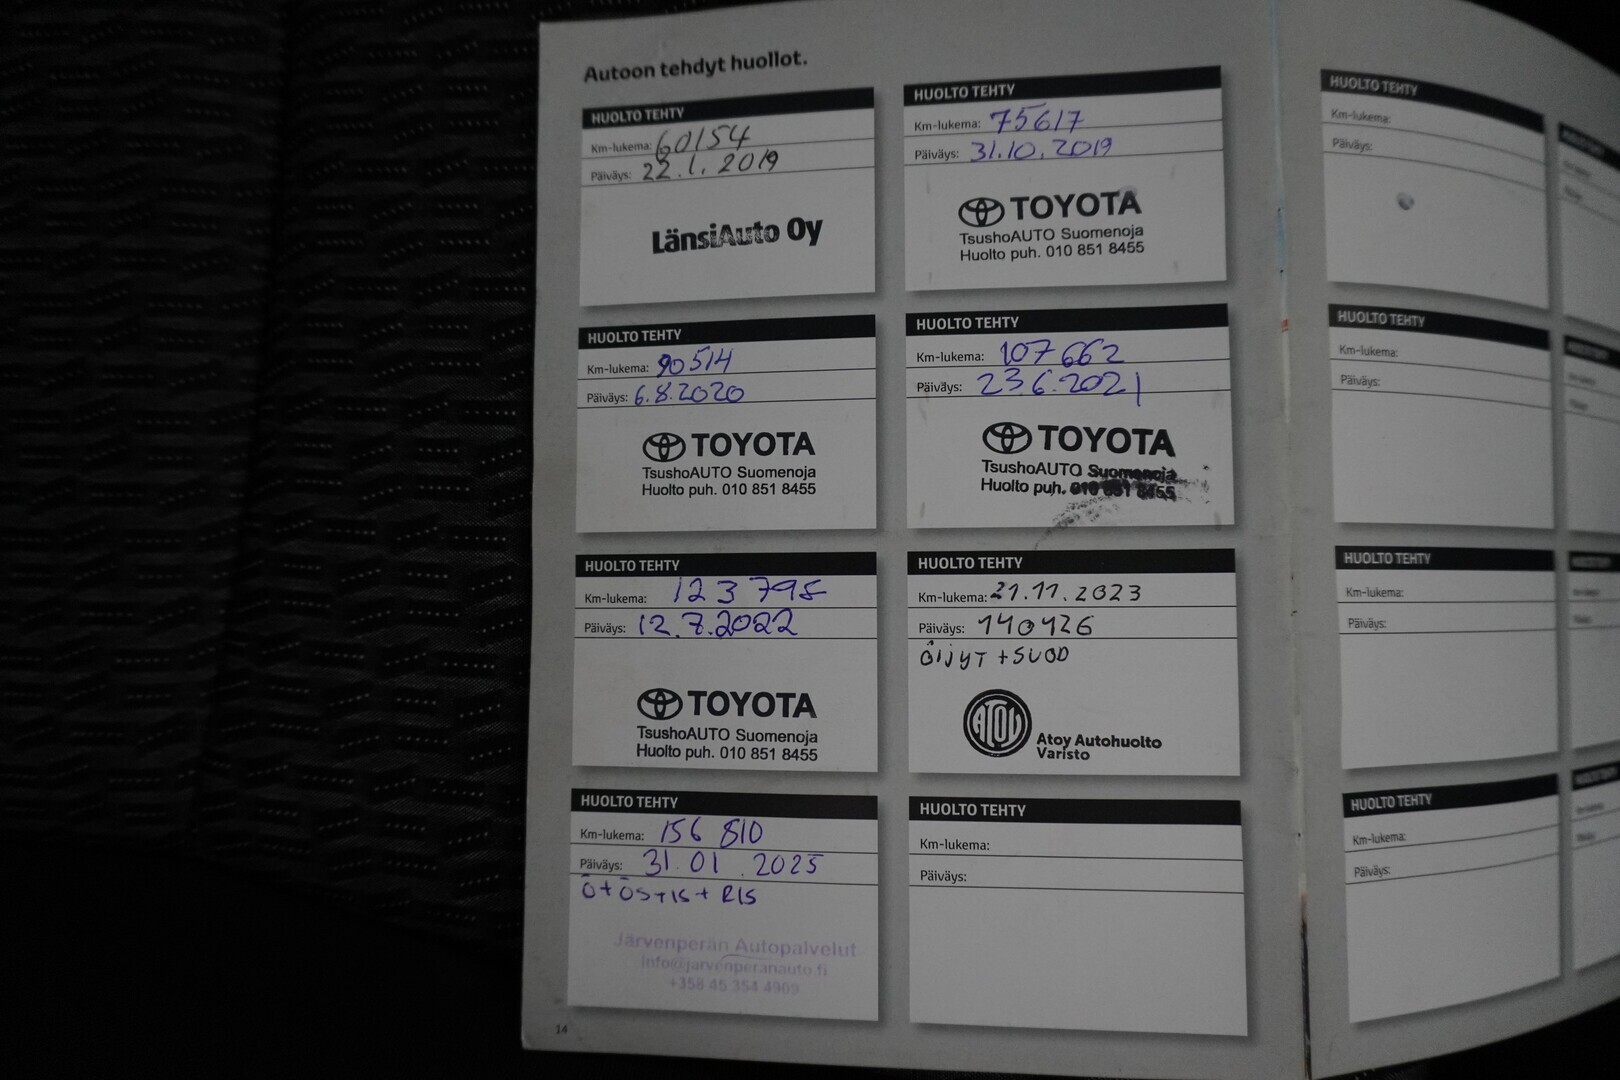 Autoon tehdyt huollot.
HUOLTO TEHTY
Km-lukema: 60154
Päiväys: 22.1.2019
LänsiAuto Oy
HUOLTO TEHTY
Km-lukema: 75617
Päiväys: 31.10.2019
TOYOTA
TsushoAUTO Suomenoja
Huolto puh. 010 851 8455
HUOLTO TEHTY
Km-lukema: 90514
Päiväys: 6.8.2020
TOYOTA
TsushoAUTO Suomenoja
Huolto puh. 010 851 8455
HUOLTO TEHTY
Km-lukema: 107662
Päiväys: 23.6.2021
TOYOTA
TsushoAUTO Suomenoja
Huolto puh. 010 851 8455
HUOLTO TEHTY
Km-lukema: 123795
Päiväys: 12.7.2022
TOYOTA
TsushoAUTO Suomenoja
Huolto puh. 010 851 8455
HUOLTO TEHTY
Km-lukema: 21.11.2023
Päiväys: 140426
ÖIJYT + SUOD
ATOY
Atoy Autohuolto
Varisto
HUOLTO TEHTY
Km-lukema: 156 810
Päiväys: 31.01.2025
Ö+ÖS+IS+RIS
Järvenperän Autopalvelut
info@jarvenperanauto.fi
+358 45 354 4909
HUOLTO TEHTY
Km-lukema:
Päiväys:
14
HUOLTO TEHTY
Km-lukema:
Päiväys:
HUOLTO TEHTY
Km-lukema:
Päiväys:
HUOLTO TEHTY
Km-lukema:
Päiväys:
HUOLTO TEHTY
Km-lukema:
Päiväys: